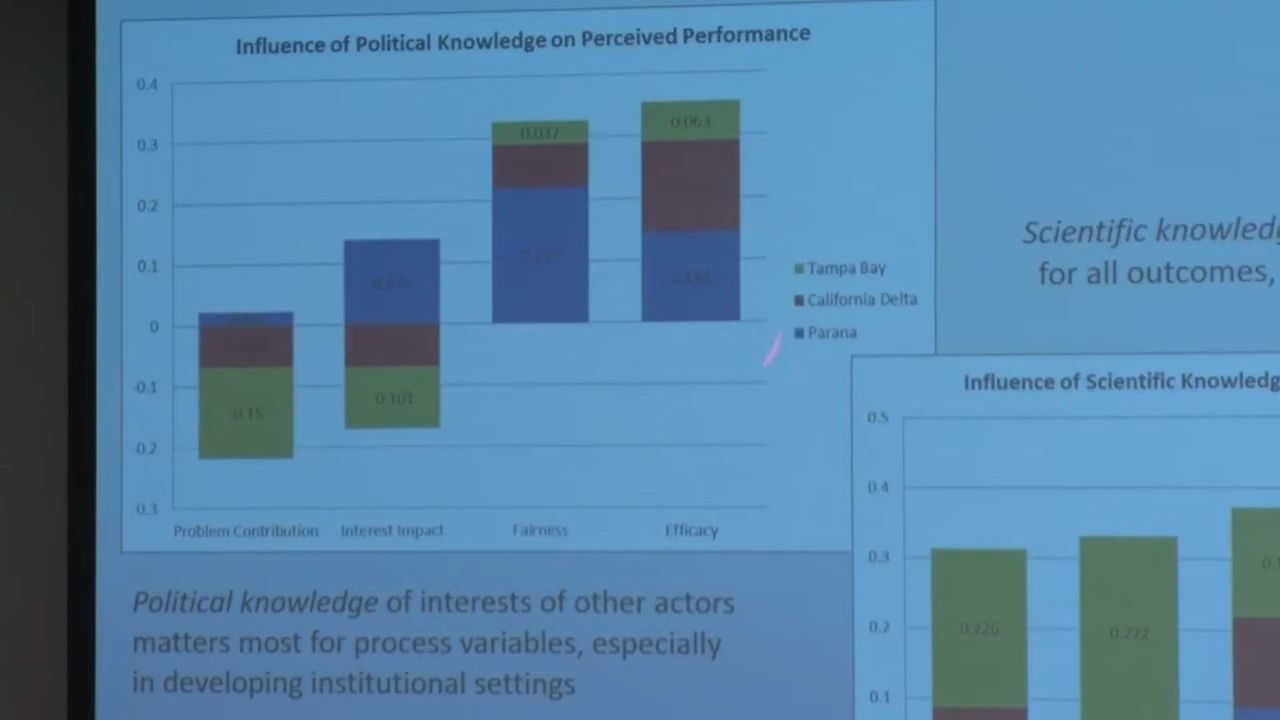 Influence of Political Knowledge on Perceived Performance
0.4
0.3
0.2
0.1
0
0.1
0.2
0.3
0.15
0.101
0.063
Problem Contribution
Interest Impact
Fairness
Efficacy
Tampa Bay
California Delta
Parana
Political knowledge of interests of other actors
matters most for process variables, especially
in developing institutional settings
Scientific
for all outcomes,
Influence of Scientific
0.5
0.4
0.3
0.2
0.1
0.226
0.272